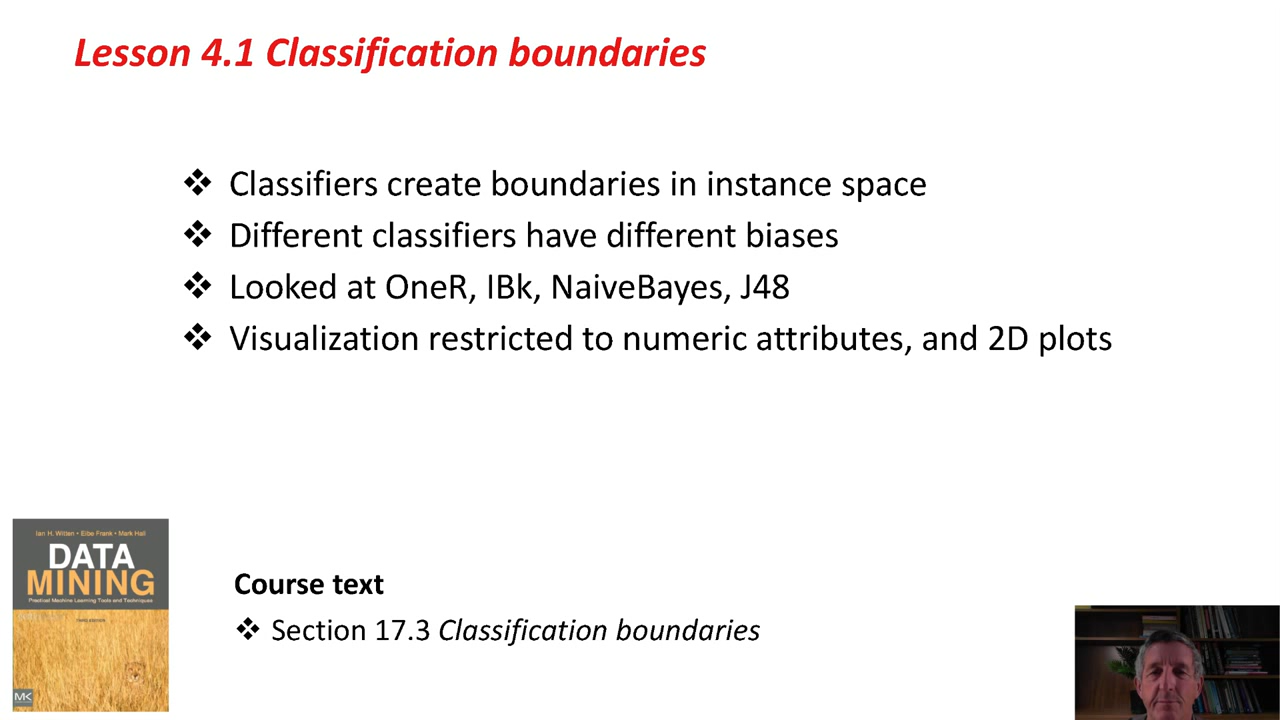 Lesson 4.1 Classification boundaries
❖ Classifiers create boundaries in instance space
❖ Different classifiers have different biases
❖ Looked at OneR, IBk, NaiveBayes, J48
❖ Visualization restricted to numeric attributes, and 2D plots
Ian H. Witten • Eibe Frank • Mark Hall
DATA
MINING
Practical Machine Learning Tools and Techniques
THIRD EDITION
MK
Course text
❖ Section 17.3 Classification boundaries